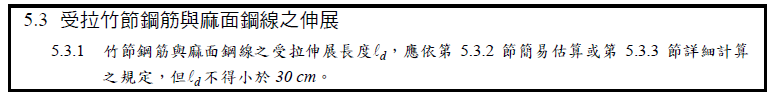 5.3 受拉竹節鋼筋與麻面鋼線之伸展
5.3.1 竹節鋼筋與麻面鋼線之受拉伸展長度ℓd，應依第 5.3.2 節簡易估算或第 5.3.3 節詳細計算
之規定，但ℓd不得小於 30 cm。